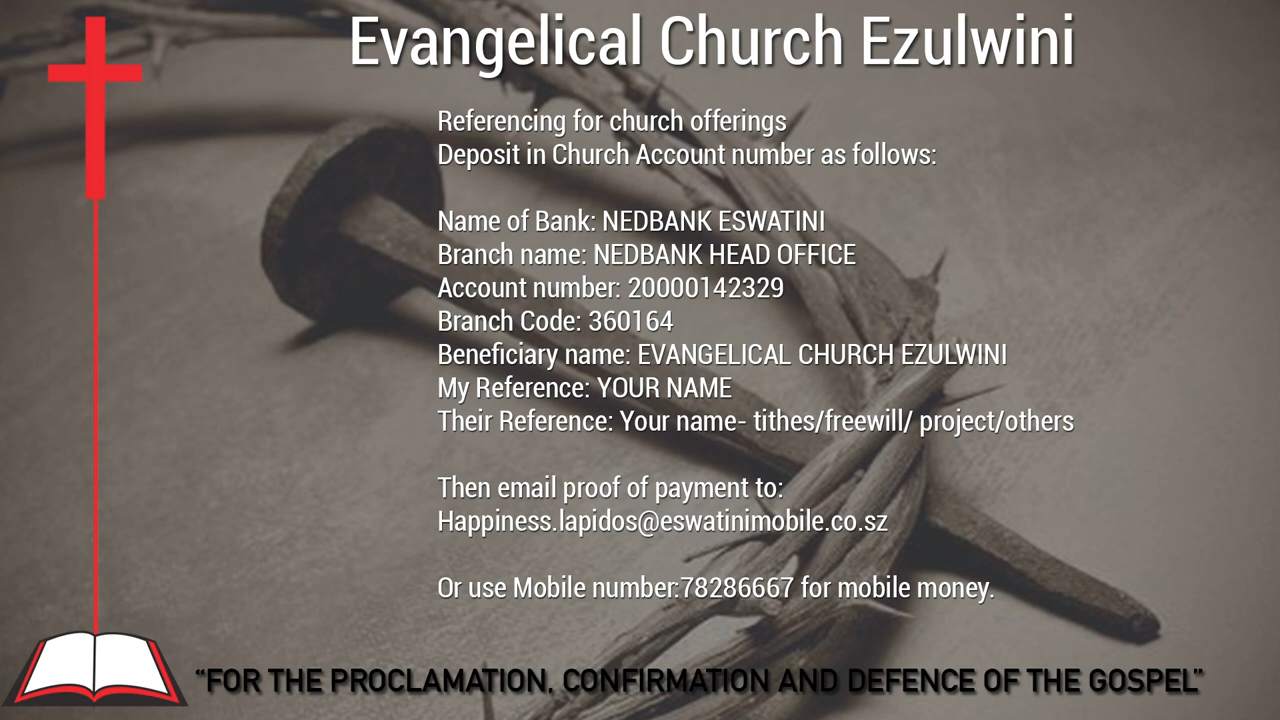 Evangelical Church Ezulwini
Referencing for church offerings
Deposit in Church Account number as follows:
Name of Bank: NEDBANK ESWATINI
Branch name: NEDBANK HEAD OFFICE
Account number: 20000142329
Branch Code: 360164
Beneficiary name: EVANGELICAL CHURCH EZULWINI
My Reference: YOUR NAME
Their Reference: Your name- tithes/freewill/ project/others
Then email proof of payment to:
Happiness.lapidos@eswatinimobile.co.sz
Or use Mobile number:78286667 for mobile money.
“FOR THE PROCLAMATION, CONFIRMATION AND DEFENCE OF THE GOSPEL”